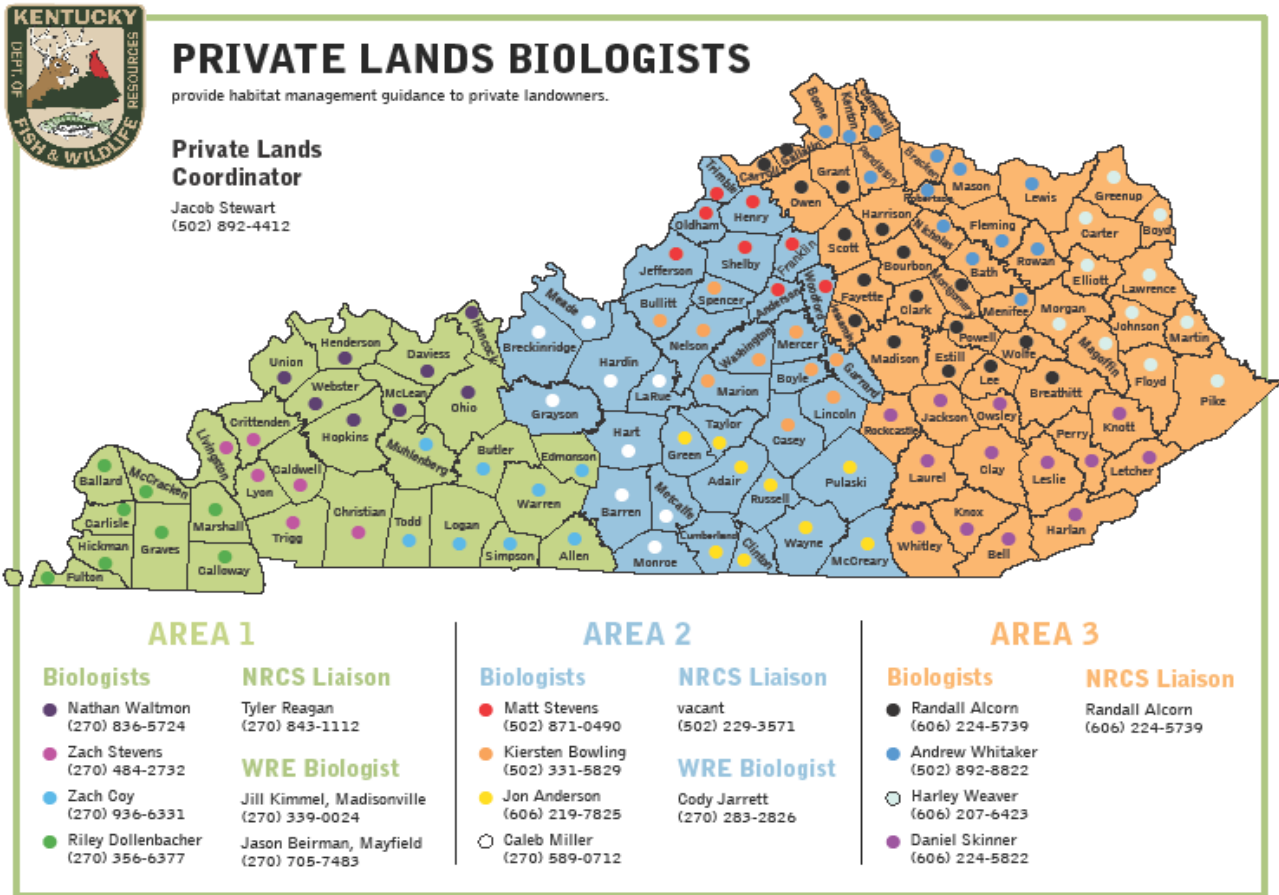 KENTUCKY
DEPT. OF
RESOURCES
FISH & WILDLIFE
PRIVATE LANDS BIOLOGISTS
provide habitat management guidance to private landowners.
Private Lands
Coordinator
Jacob Stewart
(502) 892-4412
Boone
Kenton
Campbell
Gallatin
Carroll
Trimble
Grant
Pendleton
Bracken
Mason
Robertson
Lewis
Greenup
Owen
Henry
Oldham
Harrison
Nicholas
Fleming
Carter
Boyd
Scott
Franklin
Shelby
Jefferson
Bourbon
Bath
Rowan
Elliott
Lawrence
Bullitt
Spencer
Anderson
Woodford
Fayette
Montgomery
Clark
Menifee
Morgan
Johnson
Martin
Meade
Breckinridge
Hancock
Nelson
Washington
Mercer
Jessamine
Madison
Powell
Estill
Wolfe
Magoffin
Floyd
Pike
Henderson
Union
Daviess
Hardin
Webster
McLean
Ohio
Grayson
LaRue
Marion
Boyle
Garrard
Lee
Breathitt
Lincoln
Rockcastle
Jackson
Owsley
Perry
Knott
Crittenden
Livingston
Hopkins
Muhlenberg
Butler
Edmonson
Hart
Green
Taylor
Casey
Adair
Russell
Pulaski
Laurel
Clay
Leslie
Letcher
Ballard
McCracken
Lyon
Caldwell
Warren
Barren
Metcalfe
Carlisle
Marshall
Trigg
Christian
Todd
Logan
Simpson
Allen
Monroe
Cumberland
Clinton
Wayne
McCreary
Whitley
Knox
Bell
Harlan
Hickman
Graves
Calloway
Fulton
AREA 1
Biologists
Nathan Waltmon
(270) 836-5724
Zach Stevens
(270) 484-2732
Zach Coy
(270) 936-6331
Riley Dollenbacher
(270) 356-6377
NRCS Liaison
Tyler Reagan
(270) 843-1112
WRE Biologist
Jill Kimmel, Madisonville
(270) 339-0024
Jason Beirman, Mayfield
(270) 705-7483
AREA 2
Biologists
Matt Stevens
(502) 871-0490
Kiersten Bowling
(502) 331-5829
Jon Anderson
(606) 219-7825
Caleb Miller
(270) 589-0712
NRCS Liaison
vacant
(502) 229-3571
WRE Biologist
Cody Jarrett
(270) 283-2826
AREA 3
Biologists
Randall Alcorn
(606) 224-5739
Andrew Whitaker
(502) 892-8822
Harley Weaver
(606) 207-6423
Daniel Skinner
(606) 224-5822
NRCS Liaison
Randall Alcorn
(606) 224-5739